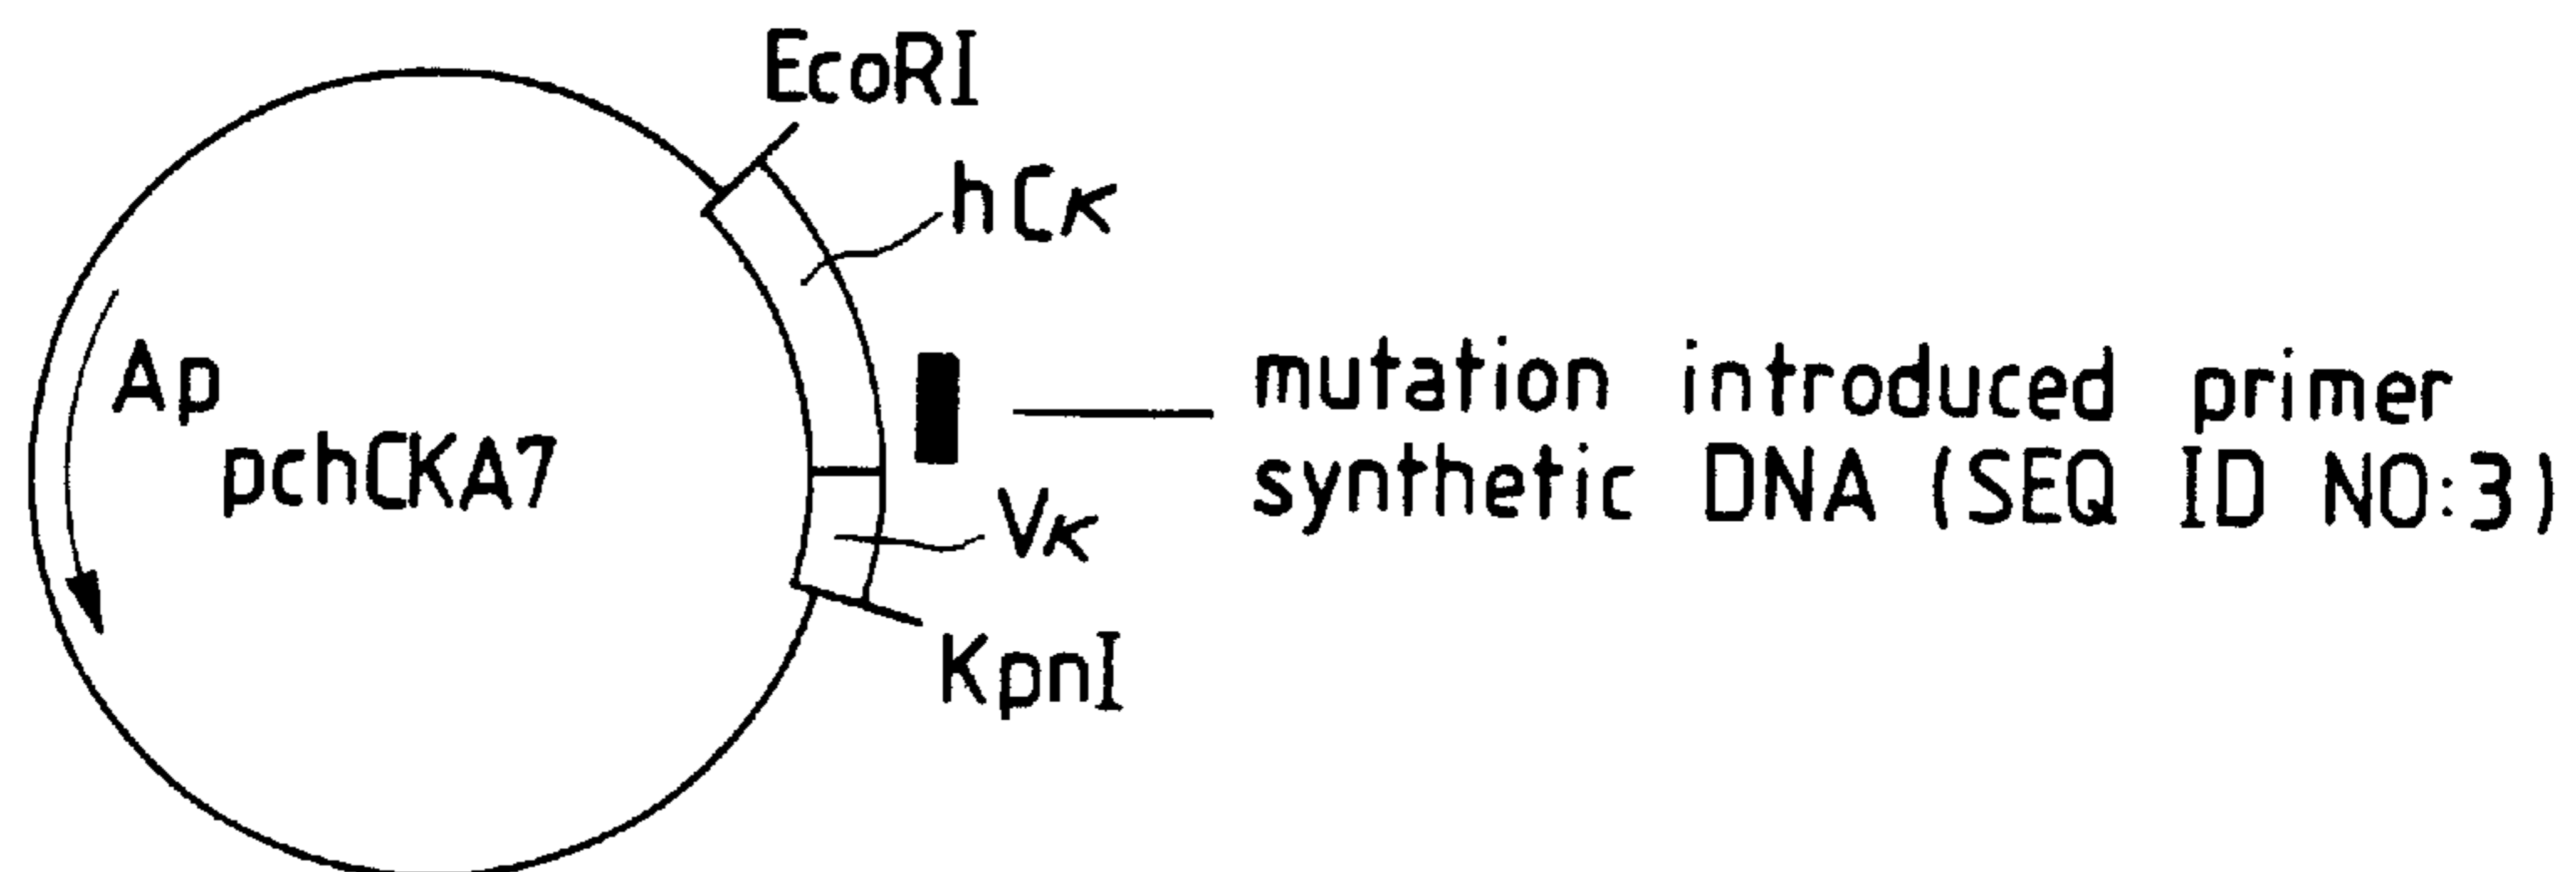 EcoRI
hCκ
Ap
pchCKA7
mutation introduced primer
synthetic DNA (SEQ ID NO:3)
Vκ
KpnI